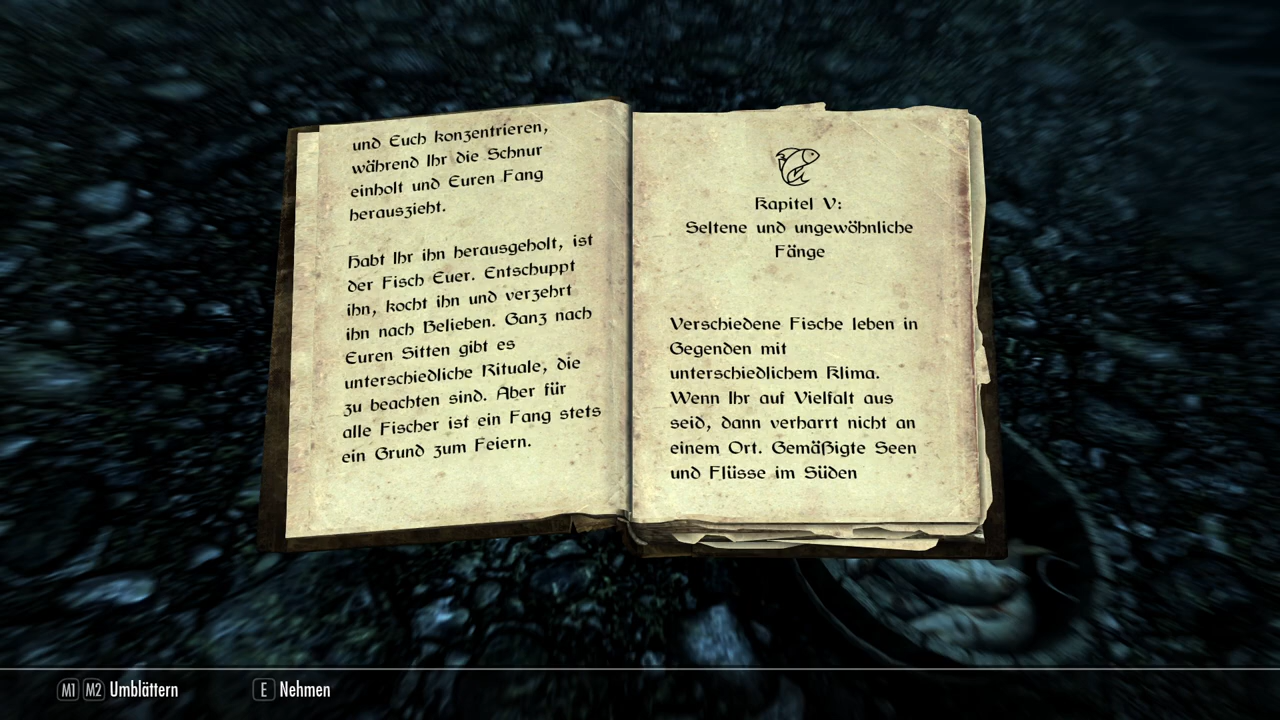 und Euch konzentrieren,
während Ihr die Schnur
einholt und Euren Fang
herauszieht.
Habt Ihr ihn herausgeholt, ist
der Fisch Euer. Entschuppt
ihn, kocht ihn und verzehrt
ihn nach Belieben. Ganz nach
Euren Sitten gibt es
unterschiedliche Rituale, die
zu beachten sind. Aber für
alle Fischer ist ein Fang stets
ein Grund zum Feiern.
Kapitel V:
Seltene und ungewöhnliche
Fänge
Verschiedene Fische leben in
Gegenden mit
unterschiedlichem Klima.
Wenn Ihr auf Vielfalt aus
seid, dann verharrt nicht an
einem Ort. Gemäßigte Seen
und Flüsse im Süden
M1 M2 Umblättern
E Nehmen